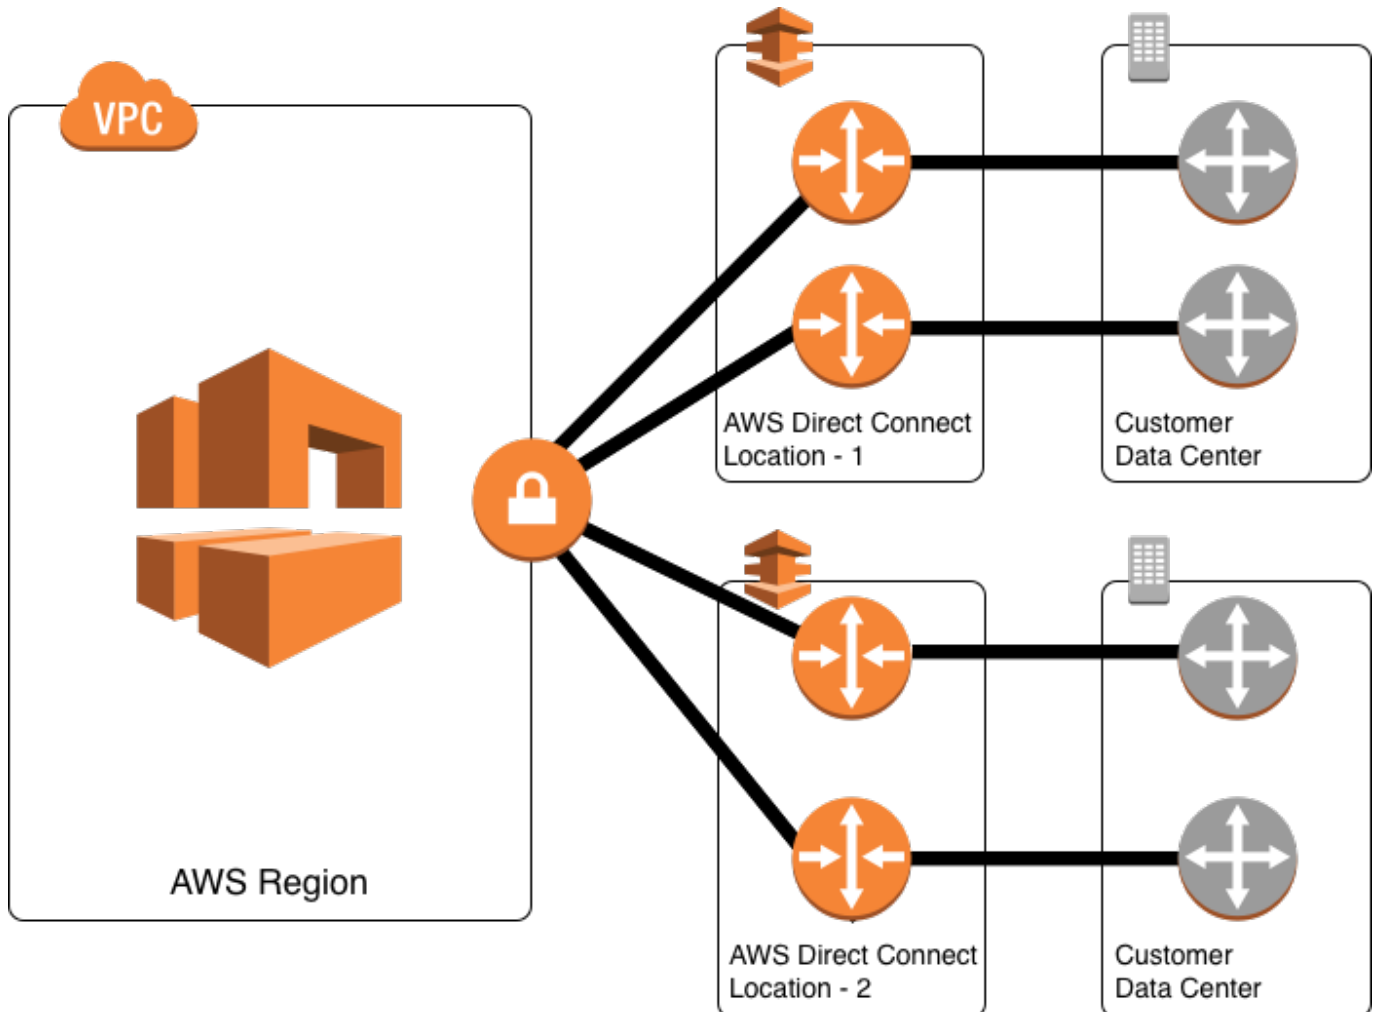 VPC
AWS Region
AWS Direct Connect
Location - 1
Customer
Data Center
AWS Direct Connect
Location - 2
Customer
Data Center